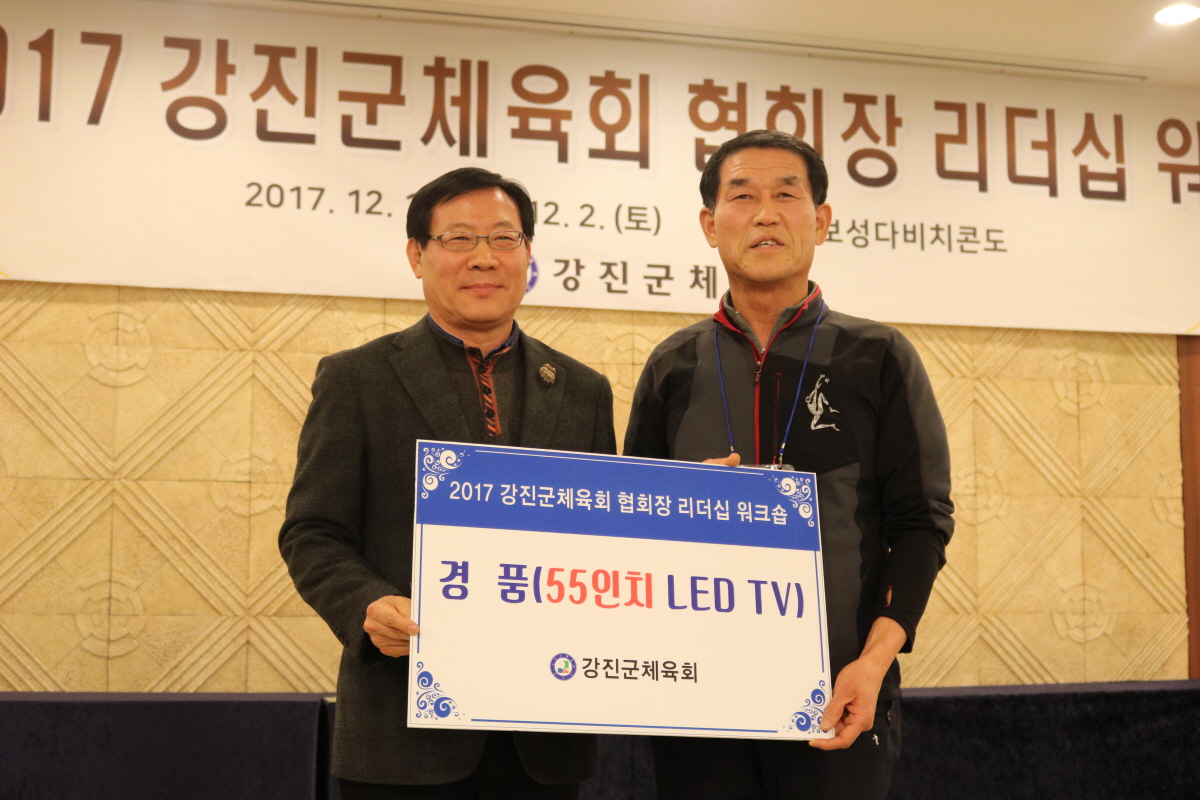 017 강진군체육회 협회장 리더십 워
2017. 12. 12. 2. (토) 보성다비치콘도
강진군체
2017 강진군체육회 협회장 리더십 워크숍
경 품(55인치 LED TV)
강진군체육회